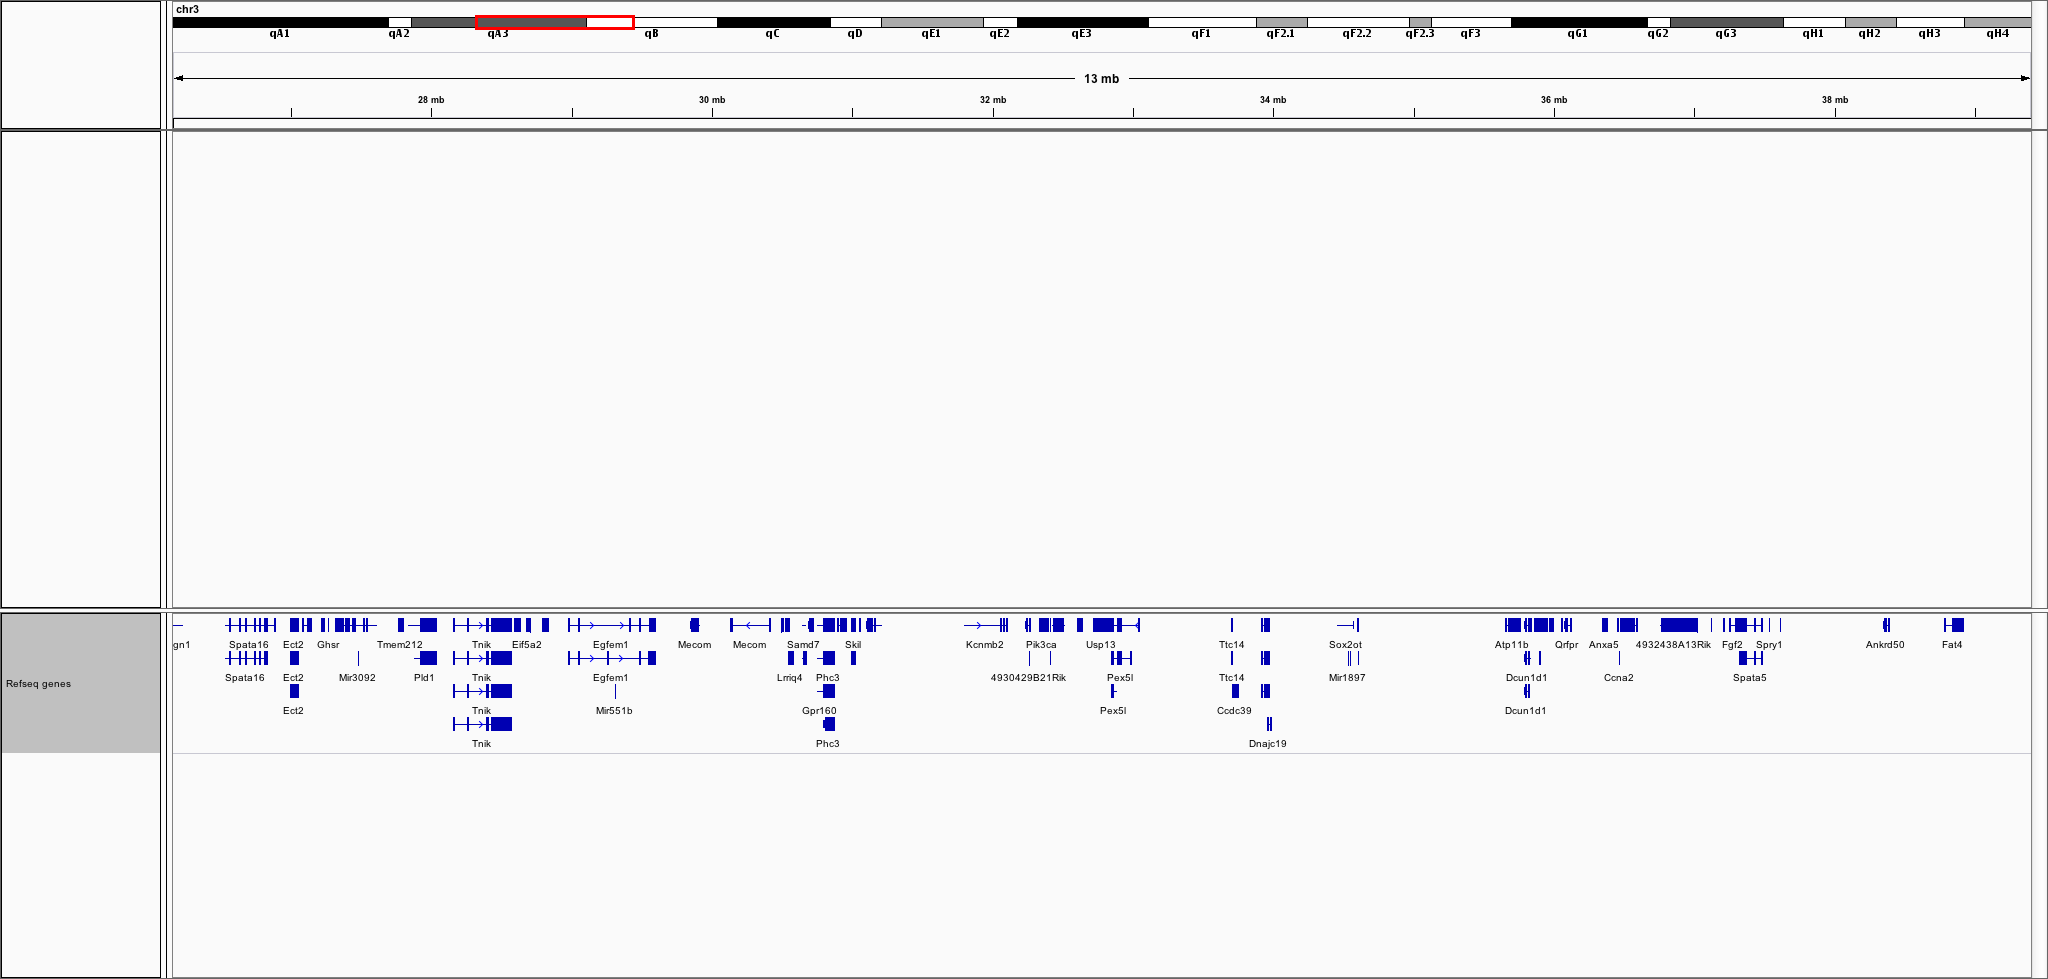 chr3
qA1 qA2 qA3 qB qC qD qE1 qE2 qE3 qF1 qF2.1 qF2.2 qF2.3 qF3 qG1 qG2 qG3 qH1 qH2 qH3 qH4
13 mb
28 mb 30 mb 32 mb 34 mb 36 mb 38 mb
gn1 Spata16 Ect2 Ghsr Tmem212 Tnik Eif5a2 Egfem1 Mecom Mecom Samd7 Skil Kcnmb2 Pik3ca Usp13 Ttc14 Sox2ot Atp11b Qrfpr Anxa5 4932438A13Rik Fgf2 Spry1 Ankrd50 Fat4
Spata16 Ect2 Mir3092 Pld1 Tnik Egfem1 Lrriq4 Phc3 4930429B21Rik Pex5l Ttc14 Mir1897 Dcun1d1 Ccna2 Spata5
Refseq genes
Ect2 Tnik Mir551b Gpr160 Pex5l Ccdc39 Dcun1d1
Tnik Phc3 Dnajc19